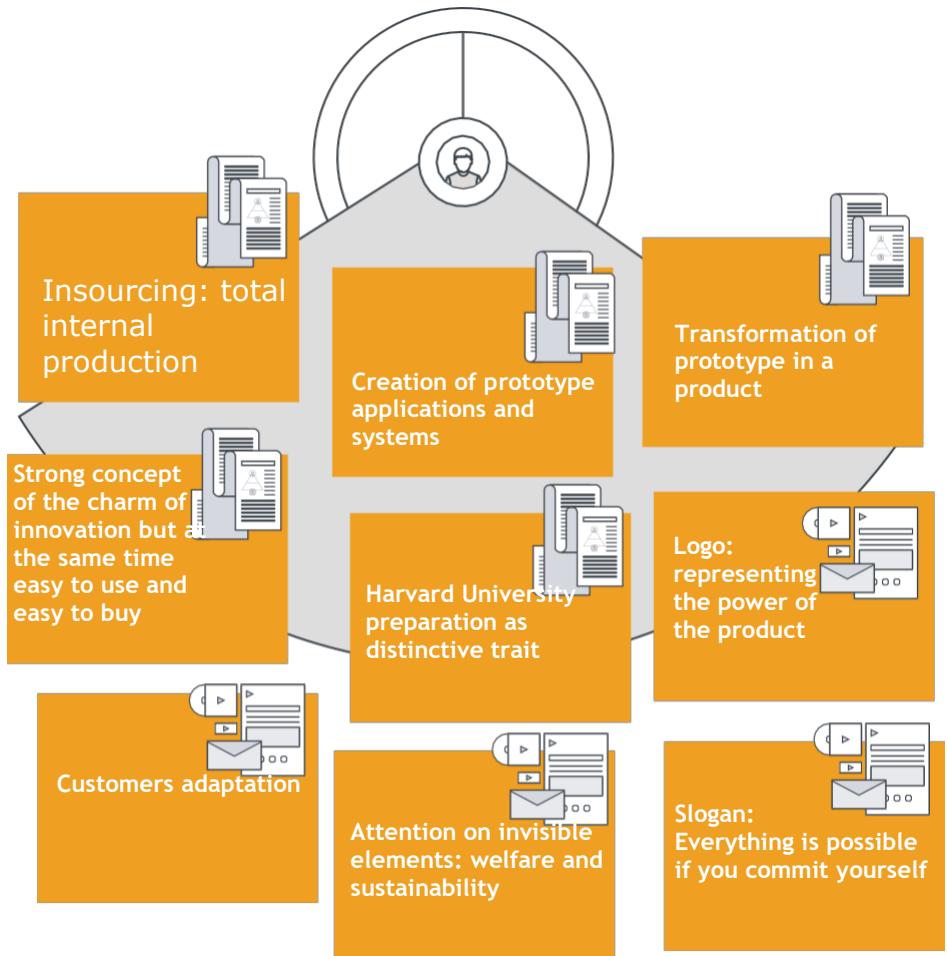 Insourcing: total
internal
production
Creation of prototype
applications and
systems
Transformation of
prototype in a
product
Strong concept
of the charm of
innovation but at
the same time
easy to use and
easy to buy
Harvard University
preparation as
distinctive trait
Logo:
representing
the power of
the product
Customers adaptation
Attention on invisible
elements: welfare and
sustainability
Slogan:
Everything is possible
if you commit yourself